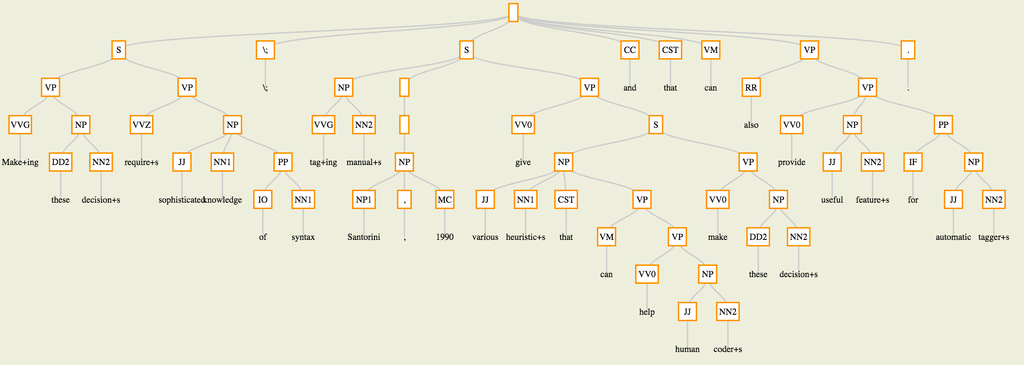 S \; S CC CST VM VP .
VP VP \; NP VP and that can RR VP .
VVG NP VVZ NP VVG NN2 VV0 S also VV0 NP PP
Make+ing DD2 NN2 require+s JJ NN1 PP tag+ing manual+s NP give NP VP provide JJ NN2 IF NP
these decision+s sophisticated knowledge IO NN1 NP1 , MC JJ NN1 CST VP VV0 NP useful feature+s for JJ NN2
of syntax Santorini , 1990 various heuristic+s that VM VP make DD2 NN2 automatic tagger+s
can VV0 NP these decision+s
help JJ NN2
human coder+s